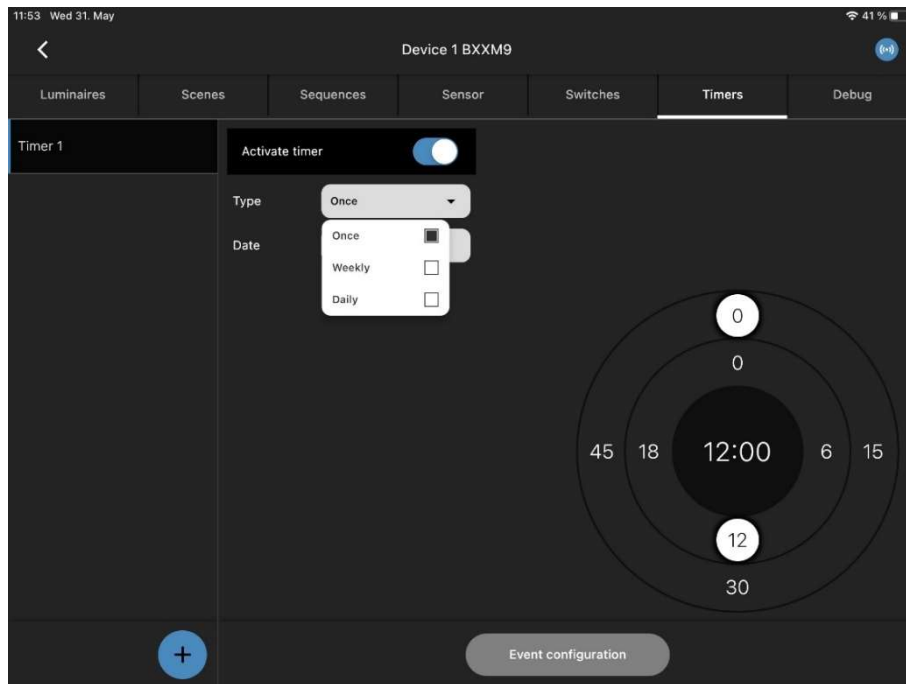 11:53 Wed 31. May 41 %
Device 1 BXXM9
Luminaires Scenes Sequences Sensor Switches Timers Debug
Timer 1
Activate timer
Type Once
Date
Once
Weekly
Daily
0
0
45 18 12:00 6 15
12
30
+
Event configuration